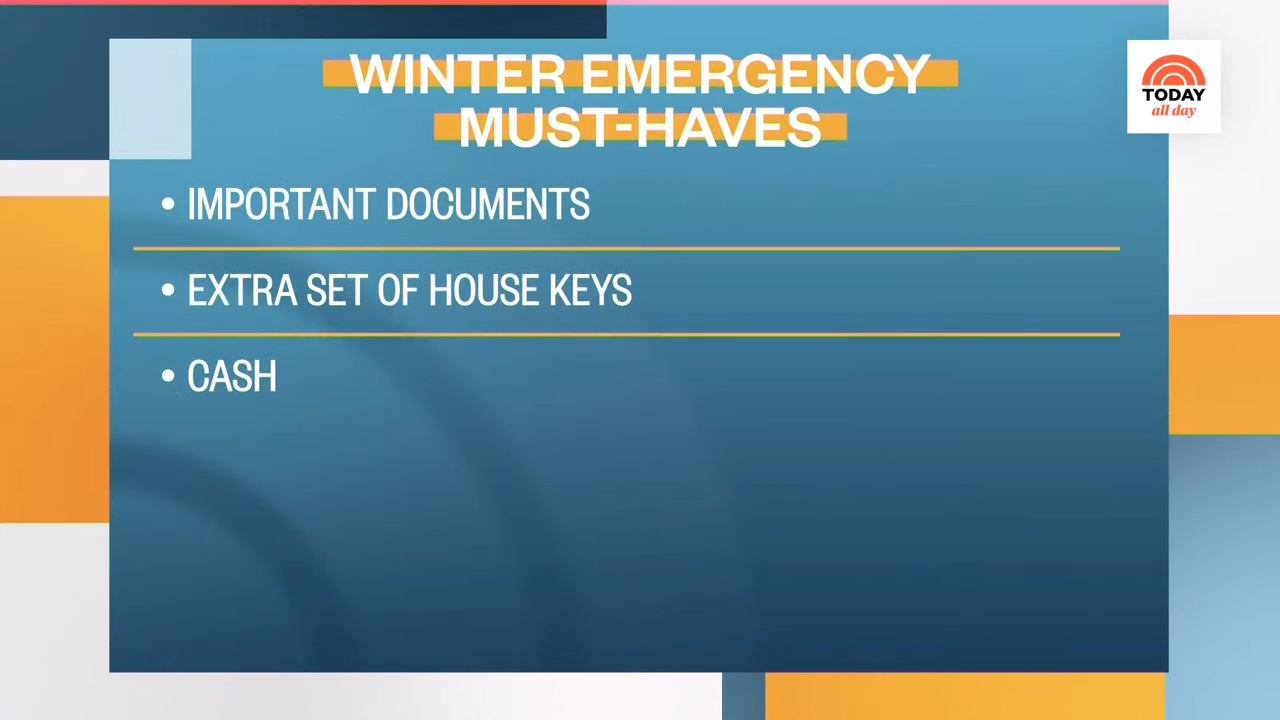 WINTER EMERGENCY
MUST-HAVES
TODAY
all day
• IMPORTANT DOCUMENTS
• EXTRA SET OF HOUSE KEYS
• CASH